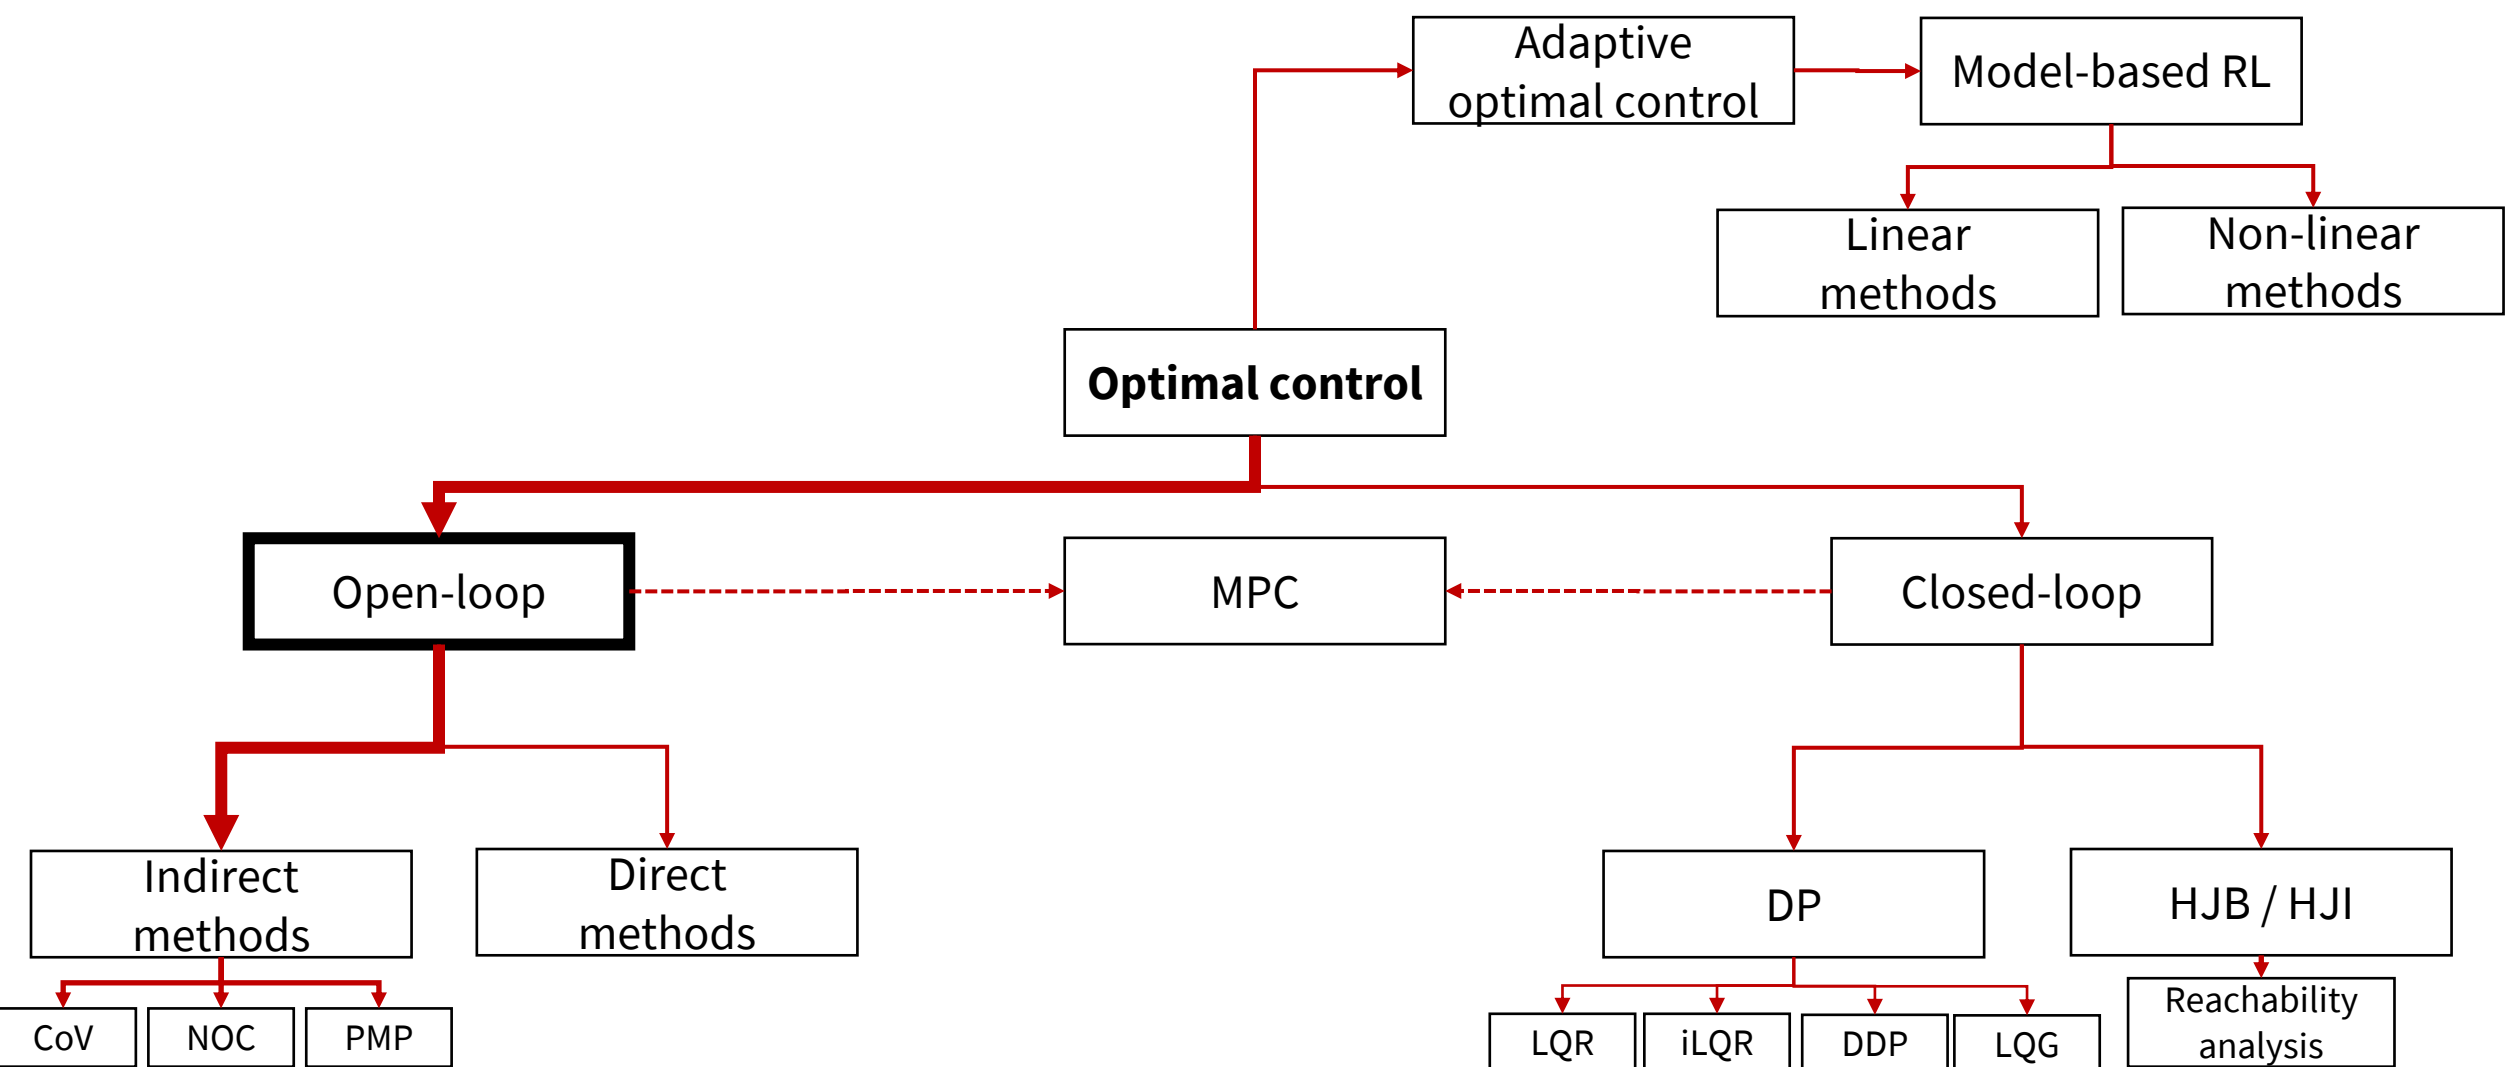 Adaptive
optimal control
Model-based RL
Linear
methods
Non-linear
methods
Optimal control
Open-loop
MPC
Closed-loop
Indirect
methods
Direct
methods
DP
HJB / HJI
CoV
NOC
PMP
LQR
iLQR
DDP
LQG
Reachability
analysis